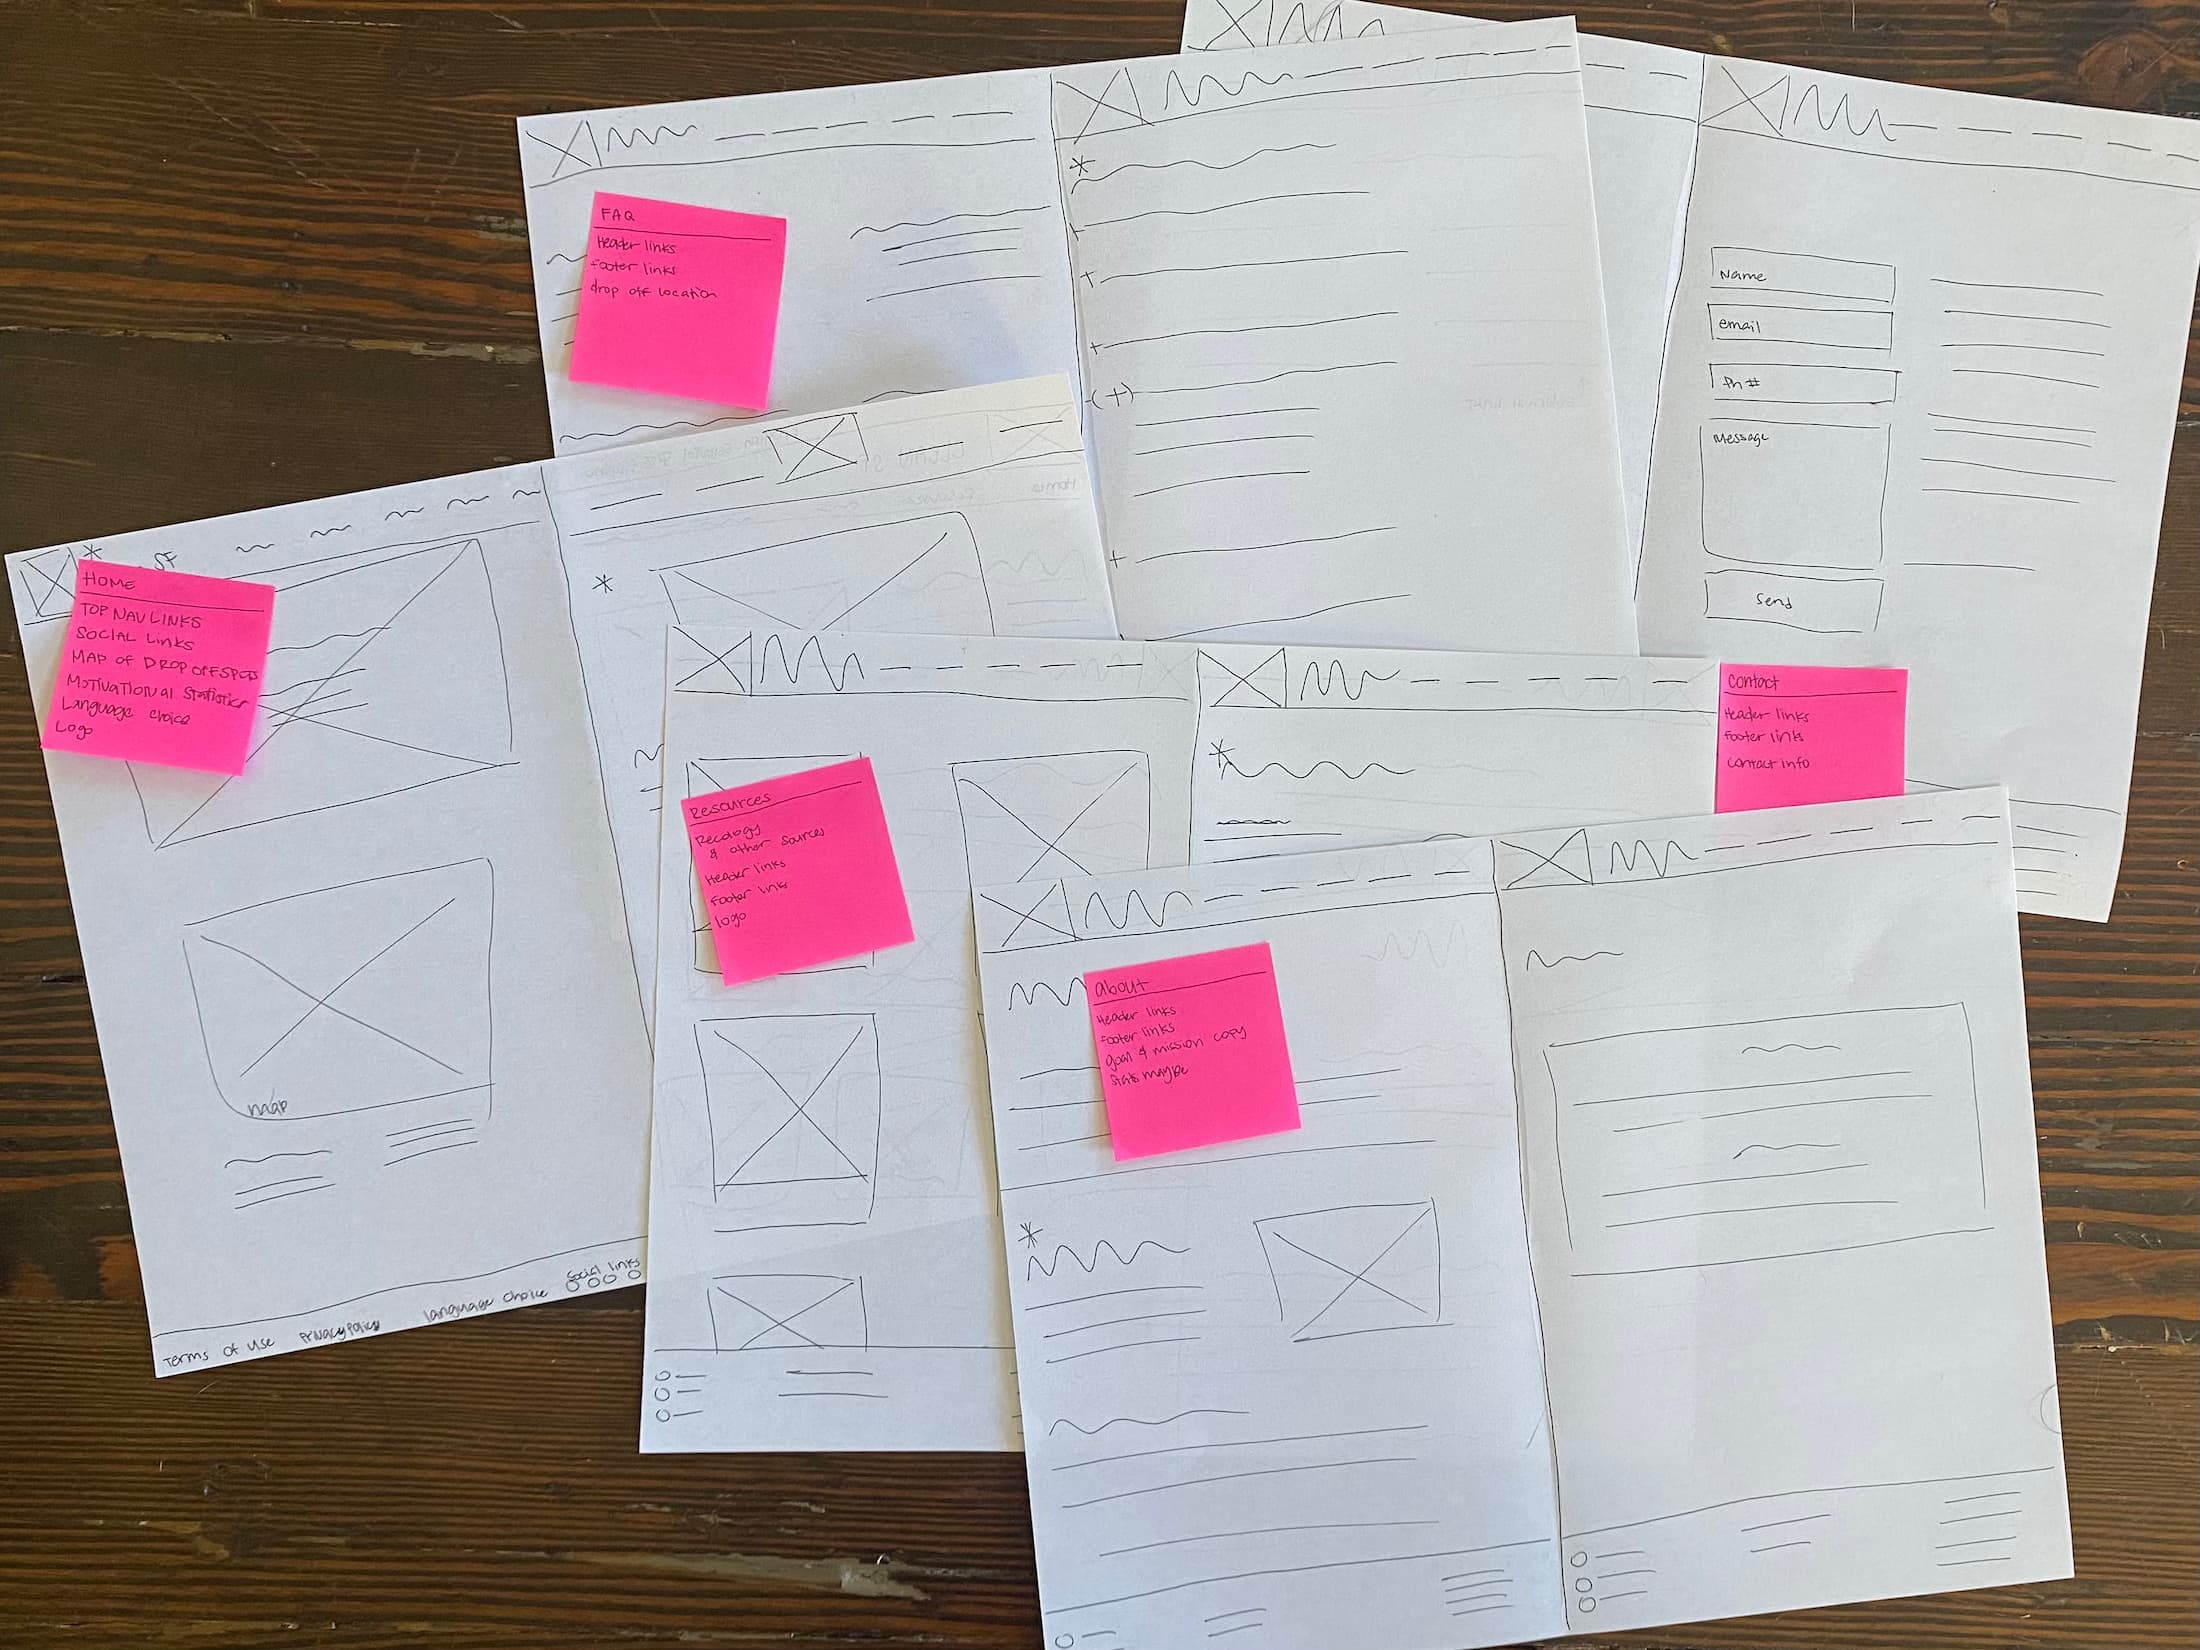 FAQ
Header links
footer links
drop off location
Name
email
Ph #
Message
Send
SF
HOME
TOP NAV LINKS
SOCIAL LINKS
MAP OF DROP OFF SPOTS
MOTIVATIONAL Statistics
Language choice
Logo
map
Terms of Use
Privacy Policy
language choice
Social links
Resources
Recology
& other sources
Header links
Footer links
logo
Contact
Header links
Footer links
Contact info
about
Header links
Footer links
goal & mission copy
Stats maybe